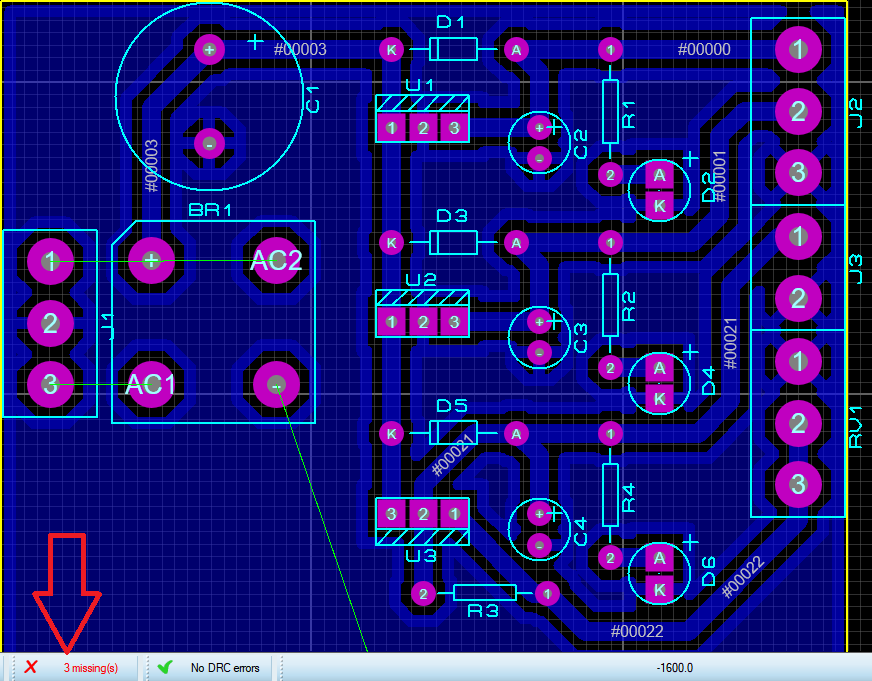 D1
K A 1
+ + #00003 #00000 1
U1
C1
1 2 3
R1
2
J2
+ +
C2
-
-
#00003
2 A +
D2
#00001
K
3
BR1
D3
K A 1
1
1 + AC2
J3
U2
1 2 3
+ +
R2
2
2
J1
C3
-
#00021
+
2 A
D4
K
1
3 AC1 -
D5
K A 1
2
RV1
#00021
3
3 2 1
+ +
R4
C4
-
U3
2 A +
D6
K
#00022
2 1
R3
#00022
3 missing(s) No DRC errors -1600.0